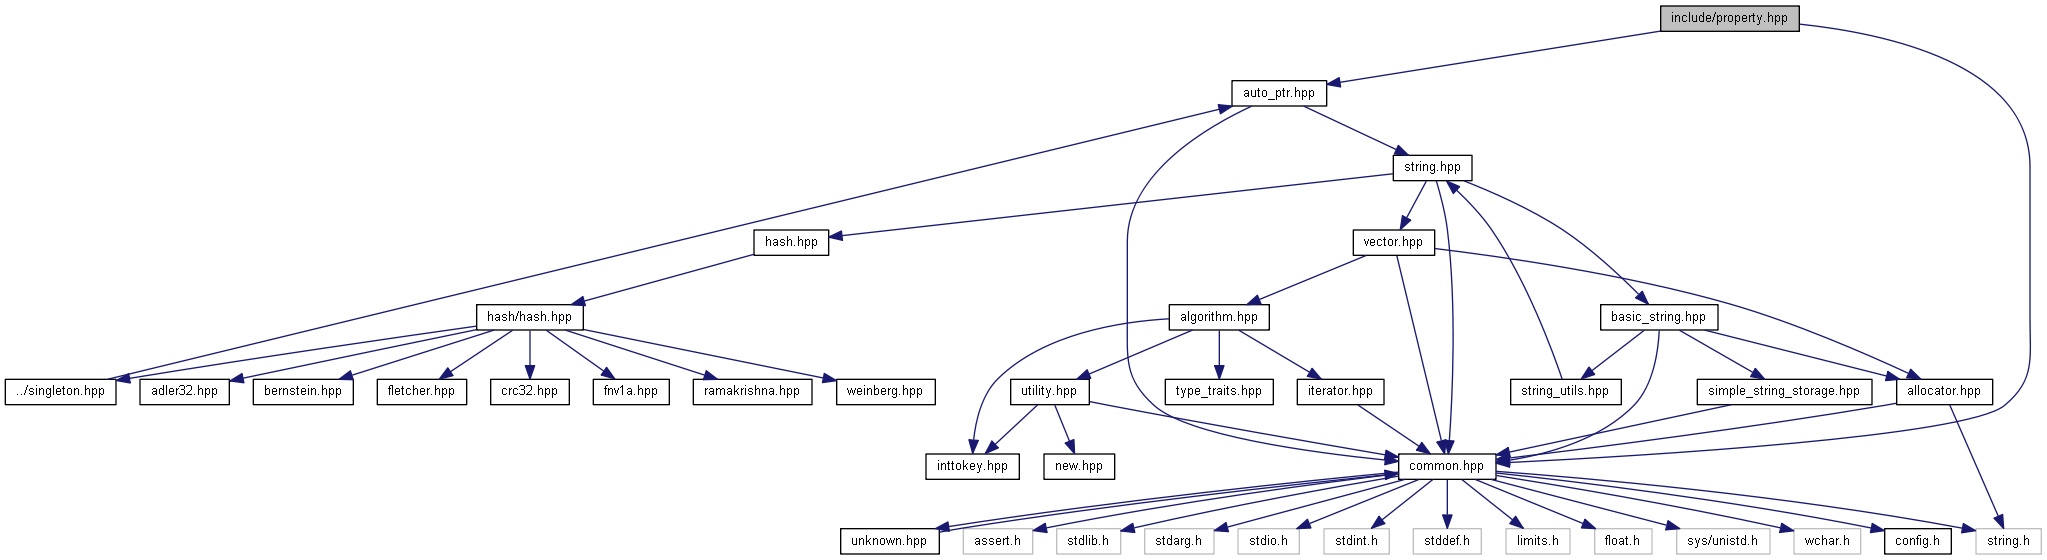 include/property.hpp
auto_ptr.hpp
string.hpp
hash.hpp
vector.hpp
hash/hash.hpp
algorithm.hpp
basic_string.hpp
../singleton.hpp
adler32.hpp
bernstein.hpp
fletcher.hpp
crc32.hpp
fnv1a.hpp
ramakrishna.hpp
weinberg.hpp
utility.hpp
type_traits.hpp
iterator.hpp
string_utils.hpp
simple_string_storage.hpp
allocator.hpp
inttokey.hpp
new.hpp
common.hpp
unknown.hpp
assert.h
stdlib.h
stdarg.h
stdio.h
stdint.h
stddef.h
limits.h
float.h
sys/unistd.h
wchar.h
config.h
string.h